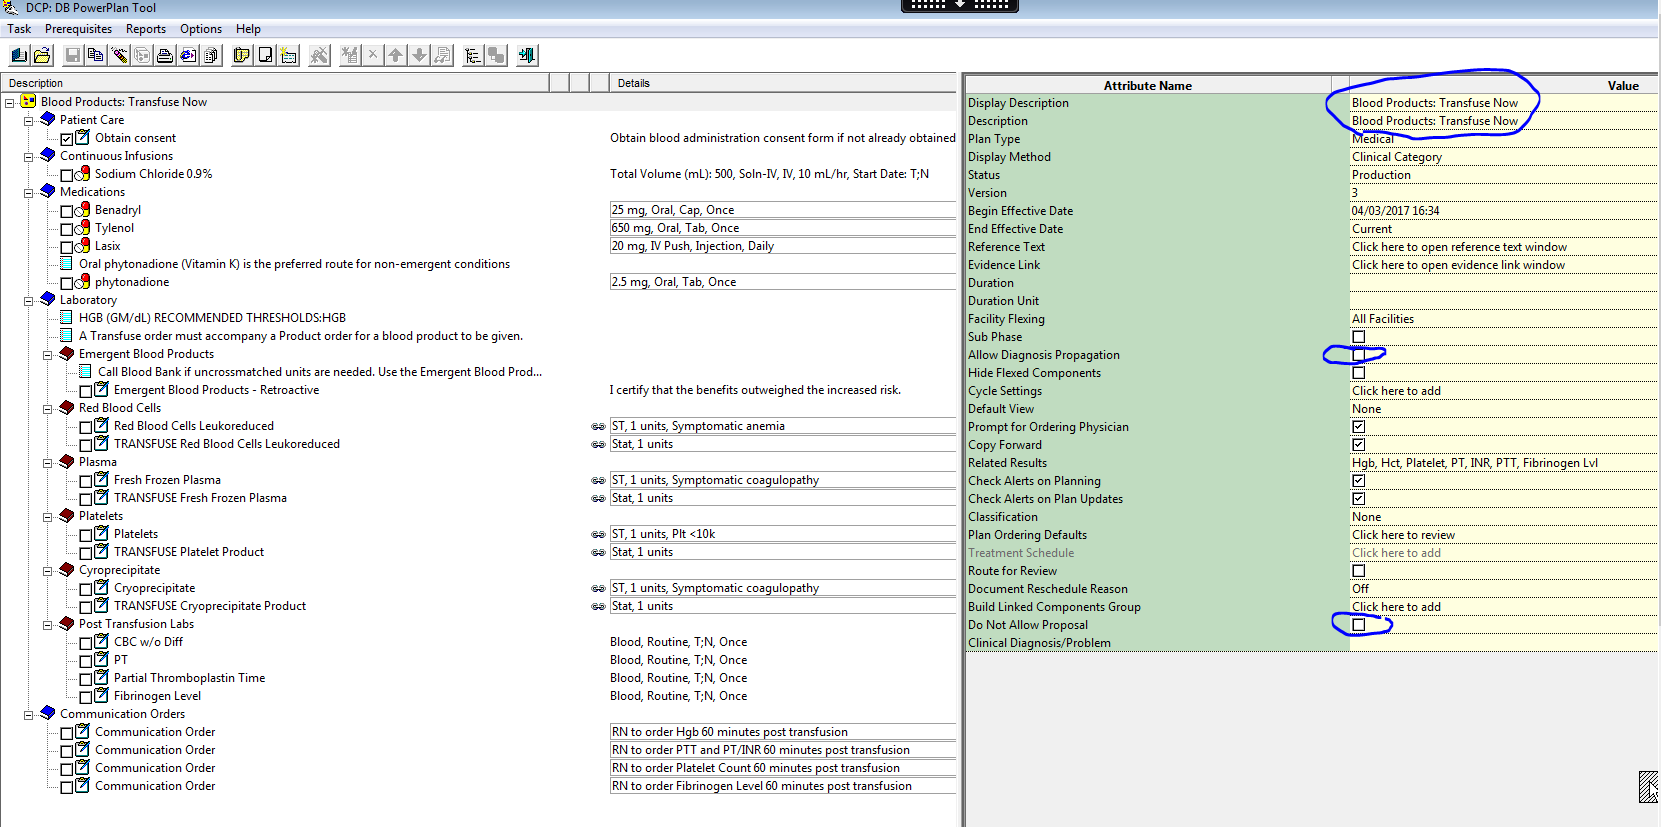 DCP: DB PowerPlan Tool
Task Prerequisites Reports Options Help
Description Details
Blood Products: Transfuse Now
Patient Care
Obtain consent Obtain blood administration consent form if not already obtained
Continuous Infusions
Sodium Chloride 0.9% Total Volume (mL): 500, Soln-IV, IV, 10 mL/hr, Start Date: T;N
Medications
Benadryl 25 mg, Oral, Cap, Once
Tylenol 650 mg, Oral, Tab, Once
Lasix 20 mg, IV Push, Injection, Daily
Oral phytonadione (Vitamin K) is the preferred route for non-emergent conditions
phytonadione 2.5 mg, Oral, Tab, Once
Laboratory
HGB (GM/dL) RECOMMENDED THRESHOLDS:HGB
A Transfuse order must accompany a Product order for a blood product to be given.
Emergent Blood Products
Call Blood Bank if uncrossmatched units are needed. Use the Emergent Blood Prod...
Emergent Blood Products - Retroactive I certify that the benefits outweighed the increased risk.
Red Blood Cells
Red Blood Cells Leukoreduced ST, 1 units, Symptomatic anemia
TRANSFUSE Red Blood Cells Leukoreduced Stat, 1 units
Plasma
Fresh Frozen Plasma ST, 1 units, Symptomatic coagulopathy
TRANSFUSE Fresh Frozen Plasma Stat, 1 units
Platelets
Platelets ST, 1 units, Plt <10k
TRANSFUSE Platelet Product Stat, 1 units
Cyroprecipitate
Cryoprecipitate ST, 1 units, Symptomatic coagulopathy
TRANSFUSE Cryoprecipitate Product Stat, 1 units
Post Transfusion Labs
CBC w/o Diff Blood, Routine, T;N, Once
PT Blood, Routine, T;N, Once
Partial Thromboplastin Time Blood, Routine, T;N, Once
Fibrinogen Level Blood, Routine, T;N, Once
Communication Orders
Communication Order RN to order Hgb 60 minutes post transfusion
Communication Order RN to order PTT and PT/INR 60 minutes post transfusion
Communication Order RN to order Platelet Count 60 minutes post transfusion
Communication Order RN to order Fibrinogen Level 60 minutes post transfusion
Attribute Name Value
Display Description Blood Products: Transfuse Now
Description Blood Products: Transfuse Now
Plan Type Medical
Display Method Clinical Category
Status Production
Version 3
Begin Effective Date 04/03/2017 16:34
End Effective Date Current
Reference Text Click here to open reference text window
Evidence Link Click here to open evidence link window
Duration
Duration Unit
Facility Flexing All Facilities
Sub Phase
Allow Diagnosis Propagation
Hide Flexed Components
Cycle Settings Click here to add
Default View None
Prompt for Ordering Physician
Copy Forward
Related Results Hgb, Hct, Platelet, PT, INR, PTT, Fibrinogen Lvl
Check Alerts on Planning
Check Alerts on Plan Updates
Classification None
Plan Ordering Defaults Click here to review
Treatment Schedule Click here to add
Route for Review
Document Reschedule Reason Off
Build Linked Components Group Click here to add
Do Not Allow Proposal
Clinical Diagnosis/Problem